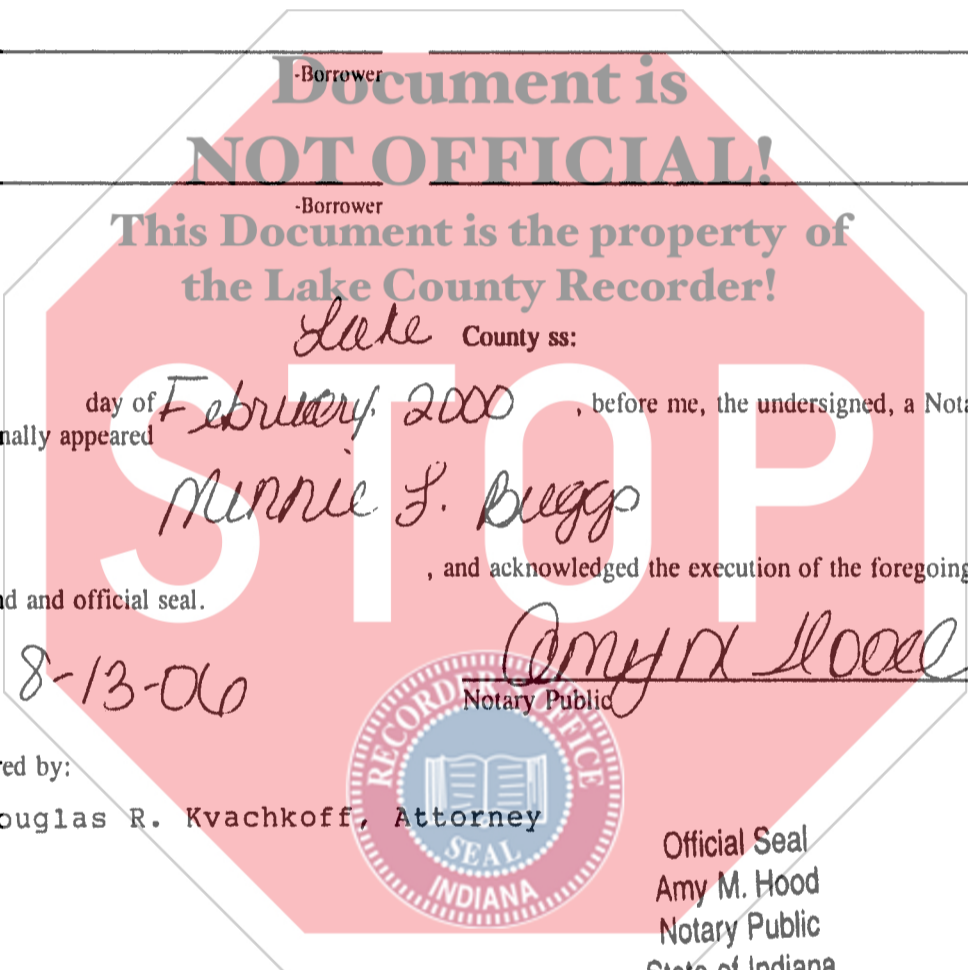 -Borrower
Document is
NOT OFFICIAL!
-Borrower
This Document is the property of
the Lake County Recorder!
Lake County ss:
day of February, 2000 , before me, the undersigned, a Nota
nally appeared
Minnie L. Buggs
, and acknowledged the execution of the foregoing
nd and official seal.
8-13-06
Amy M Hood
Notary Public
RECORDER'S OFFICE
SEAL
INDIANA
STOP
red by:
ouglas R. Kvachkoff, Attorney
Official Seal
Amy M. Hood
Notary Public
State of Indiana